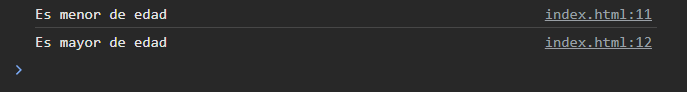 Es menor de edad index.html:11
Es mayor de edad index.html:12
>